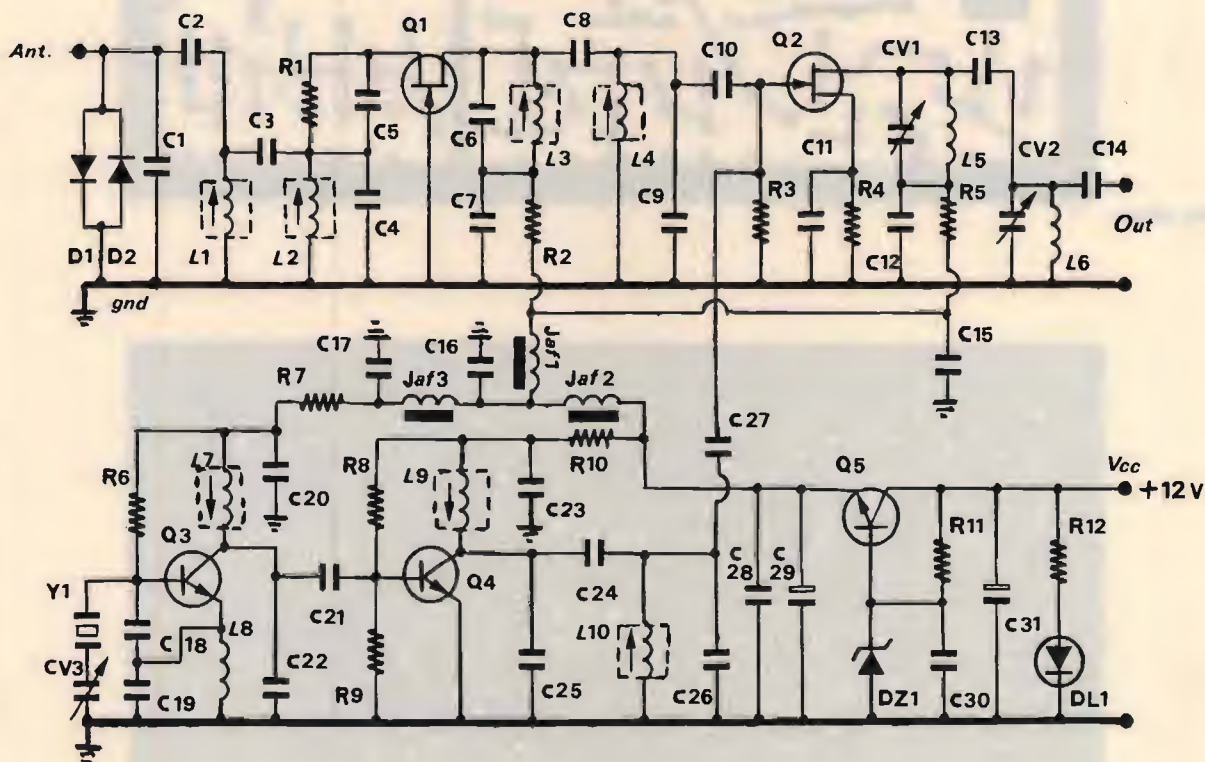 C2
Q1
C8
Ant.
C10
Q2
CV1
C13
R1
C3
C5
C6
L3
L4
C1
C11
L5
CV2
C14
C7
C9
R3
R4
R5
C4
R2
C12
Out
D1
D2
L1
L2
L6
gnd
C17
C16
Jaf1
C15
R7
Jaf3
Jaf2
C27
R6
L7
R8
L9
R10
Q5
Vcc
+12 V
C20
C23
R11
R12
Q3
Q4
C 28
C 29
Y1
C21
C24
C31
L8
L10
C 18
CV3
C22
R9
C25
C26
C19
DZ1
C30
DL1